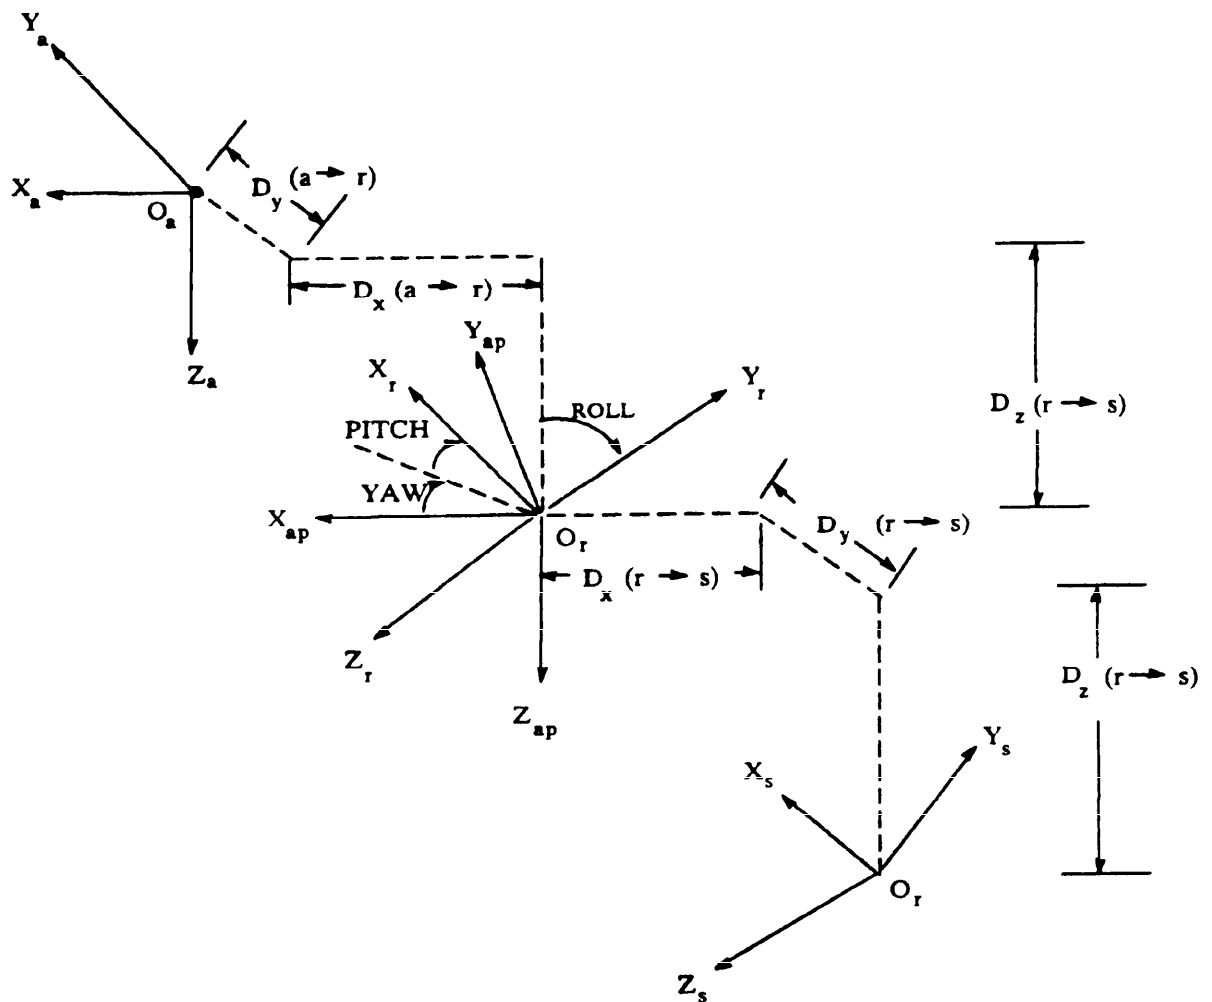 Y_a
D_y (a → r)
X_a
O_a
D_x (a → r)
Z_a
Y_ap
X_r
Y_r
ROLL
D_z (r → s)
PITCH
YAW
X_ap
O_r
D_y (r → s)
D_x (r → s)
Z_r
Z_ap
D_z (r → s)
Y_s
X_s
O_r
Z_s